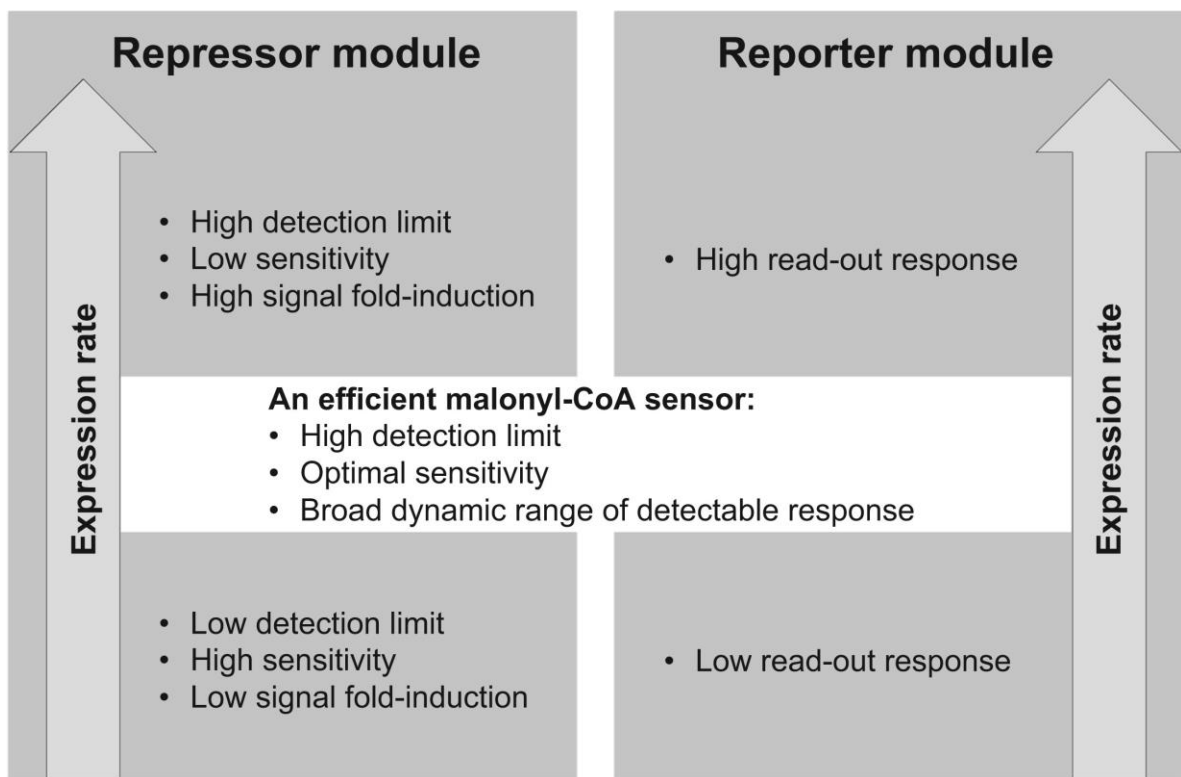 Repressor module
Reporter module
Expression rate
• High detection limit
• Low sensitivity
• High signal fold-induction
• High read-out response
An efficient malonyl-CoA sensor:
• High detection limit
• Optimal sensitivity
• Broad dynamic range of detectable response
• Low detection limit
• High sensitivity
• Low signal fold-induction
• Low read-out response
Expression rate